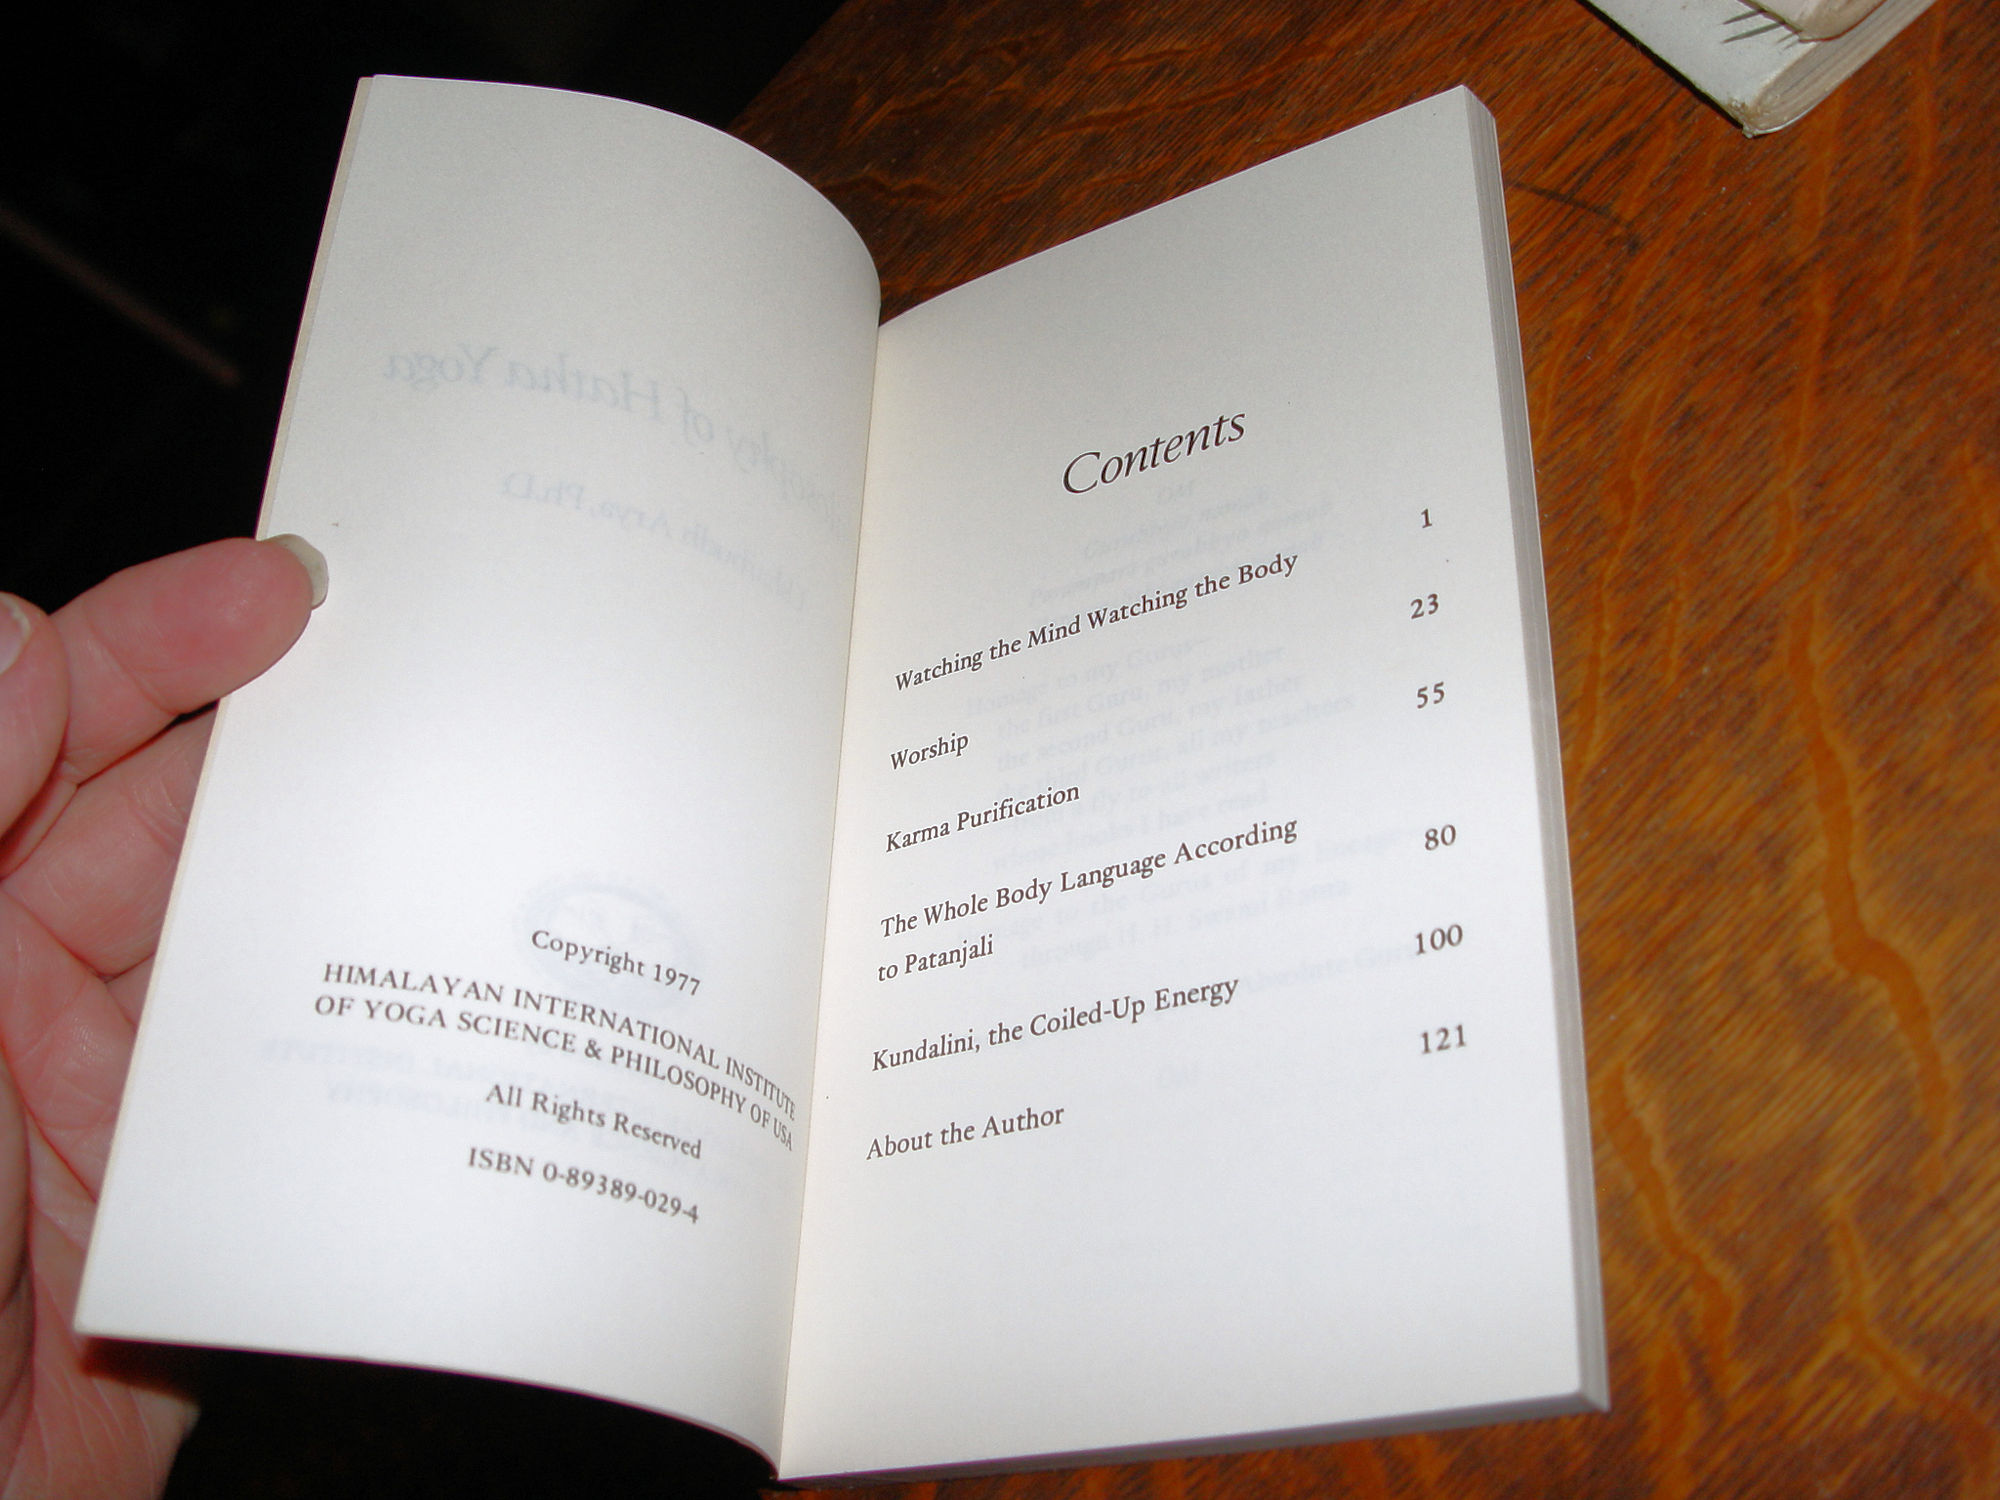 Copyright 1977
HIMALAYAN INTERNATIONAL INSTITUTE
OF YOGA SCIENCE & PHILOSOPHY OF USA
All Rights Reserved
ISBN 0-89389-029-4
Contents
Watching the Mind Watching the Body 1
Worship 23
Karma Purification 55
The Whole Body Language According
to Patanjali 80
Kundalini, the Coiled-Up Energy 100
About the Author 121